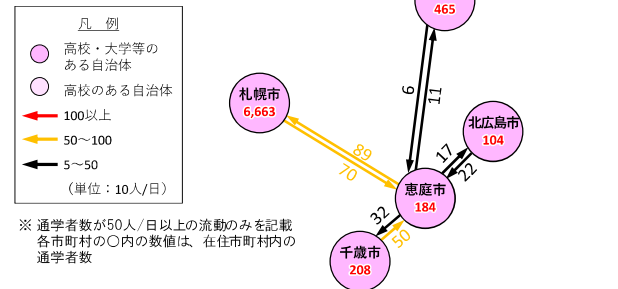 凡 例
高校・大学等の
ある自治体
高校のある自治体
100以上
50～100
5～50
（単位：10人/日）
※ 通学者数が50人/日以上の流動のみを記載
各市町村の〇内の数値は、在住市町村内の
通学者数
465
6
11
札幌市
6,663
89
70
北広島市
104
17
22
恵庭市
184
32
50
千歳市
208